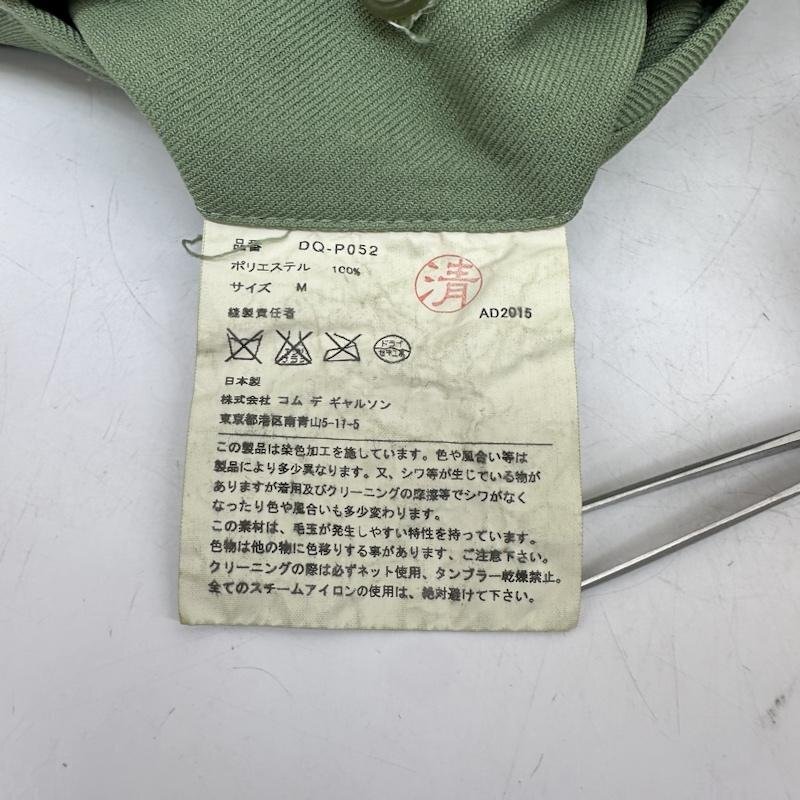 品番 DQ-P052
ポリエステル 100%
サイズ M
清
縫製責任者 AD2015
ドライ
セキユ系
日本製
株式会社 コム デ ギャルソン
東京都港区南青山5-11-5
この製品は染色加工を施しています。色や風合い等は
製品により多少異なります。又、シワ等が生じている物が
ありますが着用及びクリーニングの摩擦等でシワがなく
なったり色や風合いも多少変わります。
この素材は、毛玉が発生しやすい特性を持っています。
色物は他の物に色移りする事があります、ご注意下さい。
クリーニングの際は必ずネット使用、タンブラー乾燥禁止。
全てのスチームアイロンの使用は、絶対避けて下さい。